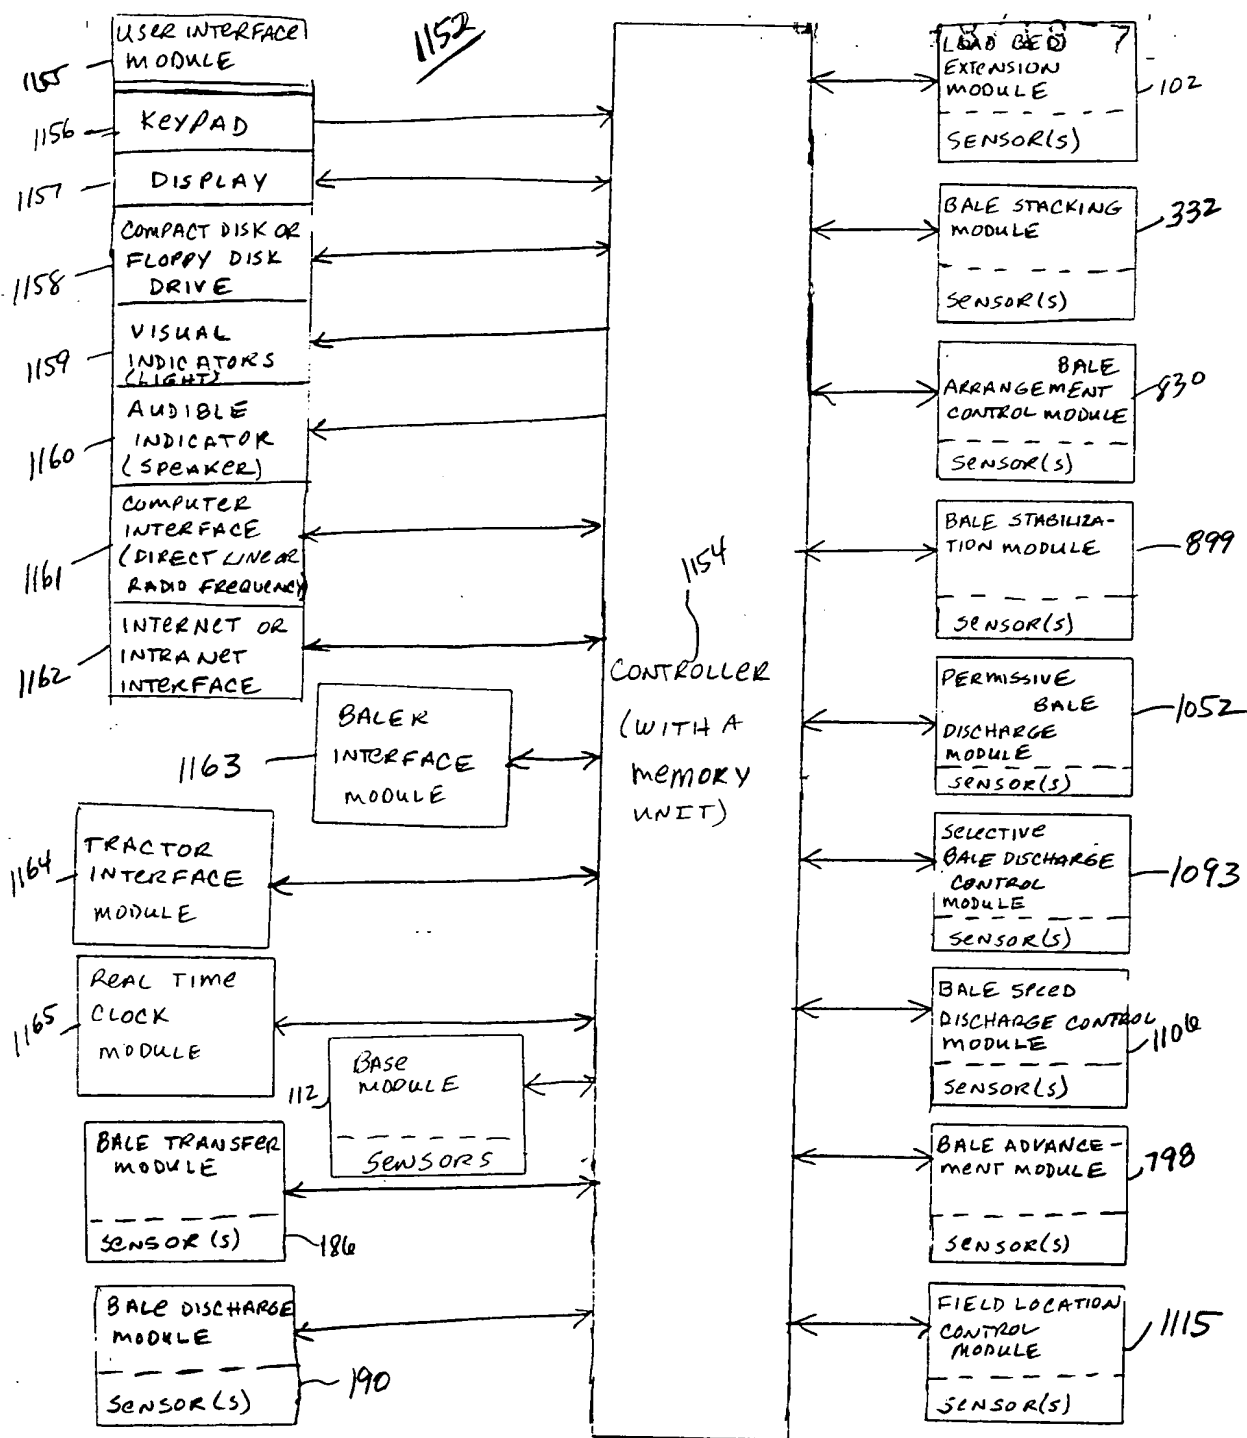 1152
USER INTERFACE
MODULE
1155
KEYPAD
1156
DISPLAY
1157
COMPACT DISK OR
FLOPPY DISK
DRIVE
1158
VISUAL
INDICATORS
(LIGHT)
1159
AUDIBLE
INDICATOR
(SPEAKER)
1160
COMPUTER
INTERFACE
(DIRECT LINE OR
RADIO FREQUENCY)
1161
INTERNET OR
INTRANET
INTERFACE
1162
BALER
INTERFACE
MODULE
1163
TRACTOR
INTERFACE
MODULE
1164
REAL TIME
CLOCK
MODULE
1165
BASE
MODULE
SENSORS
112
BALE TRANSFER
MODULE
SENSOR(S)
186
BALE DISCHARGE
MODULE
SENSOR(S)
190
1154
CONTROLLER
(WITH A
MEMORY
UNIT)
LOAD BED
EXTENSION
MODULE
SENSOR(S)
102
BALE STACKING
MODULE
SENSOR(S)
332
BALE
ARRANGEMENT
CONTROL MODULE
SENSOR(S)
830
BALE STABILIZA-
TION MODULE
SENSOR(S)
899
PERMISSIVE
BALE
DISCHARGE
MODULE
SENSOR(S)
1052
SELECTIVE
BALE DISCHARGE
CONTROL
MODULE
SENSOR(S)
1093
BALE SPEED
DISCHARGE CONTROL
MODULE
SENSOR(S)
1106
BALE ADVANCE-
MENT MODULE
SENSOR(S)
798
FIELD LOCATION
CONTROL
MODULE
SENSOR(S)
1115